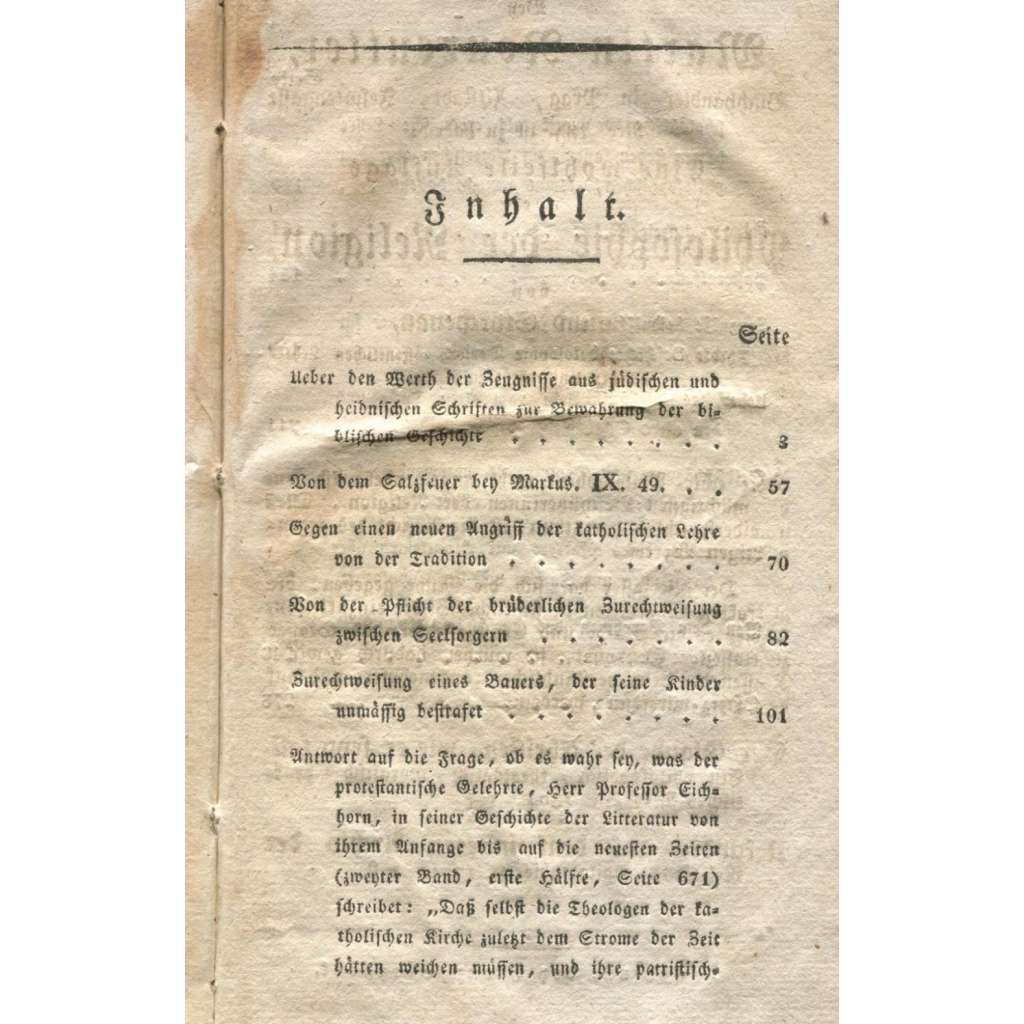 Inhalt.
Seite
Ueber den Werth der Zeugnisse aus jüdischen und
heidnischen Schriften zur Bewahrung der bi-
blischen Geschichte . . . . . . . . 3
Von dem Salzfeuer bey Markus. IX. 49. . . 57
Gegen einen neuen Angriff der katholischen Lehre
von der Tradition . . . . . . . . 70
Von der Pflicht der brüderlichen Zurechtweisung
zwischen Seelsorgern . . . . . . . 82
Zurechtweisung eines Bauers, der seine Kinder
unmässig bestrafet . . . . . . . . 101
Antwort auf die Frage, ob es wahr sey, was der
protestantische Gelehrte, Herr Professor Eich-
horn, in seiner Geschichte der Litteratur von
ihrem Anfange bis auf die neuesten Zeiten
(zweyter Band, erste Hälfte, Seite 671)
schreibet: „Daß selbst die Theologen der ka-
tholischen Kirche zuletzt dem Strome der Zeit
hätten weichen müssen, und ihre patristisch-